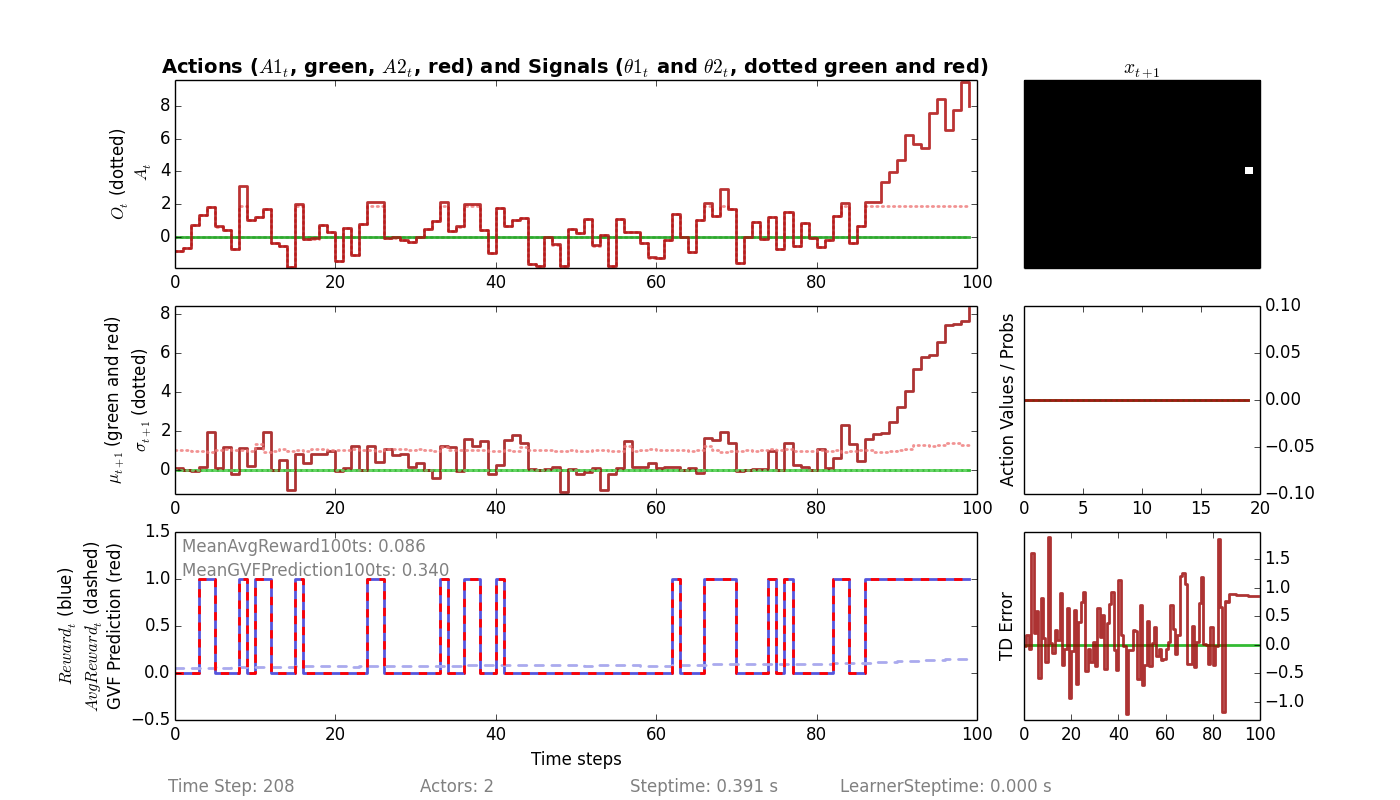 Actions (A1t, green, A2t, red) and Signals (θ1t and θ2t, dotted green and red)
xt+1
Ot (dotted)
At
8
6
4
2
0
0 20 40 60 80 100
μt+1 (green and red)
σt+1 (dotted)
8
6
4
2
0
0 20 40 60 80 100
Action Values / Probs
0.10
0.05
0.00
−0.05
−0.10
0 5 10 15 20
Rewardt (blue)
AvgRewardt (dashed)
GVF Prediction (red)
1.5
1.0
0.5
0.0
−0.5
MeanAvgReward100ts: 0.086
MeanGVFPrediction100ts: 0.340
0 20 40 60 80 100
Time steps
TD Error
1.5
1.0
0.5
0.0
−0.5
−1.0
0 20 40 60 80 100
Time Step: 208 Actors: 2 Steptime: 0.391 s LearnerSteptime: 0.000 s